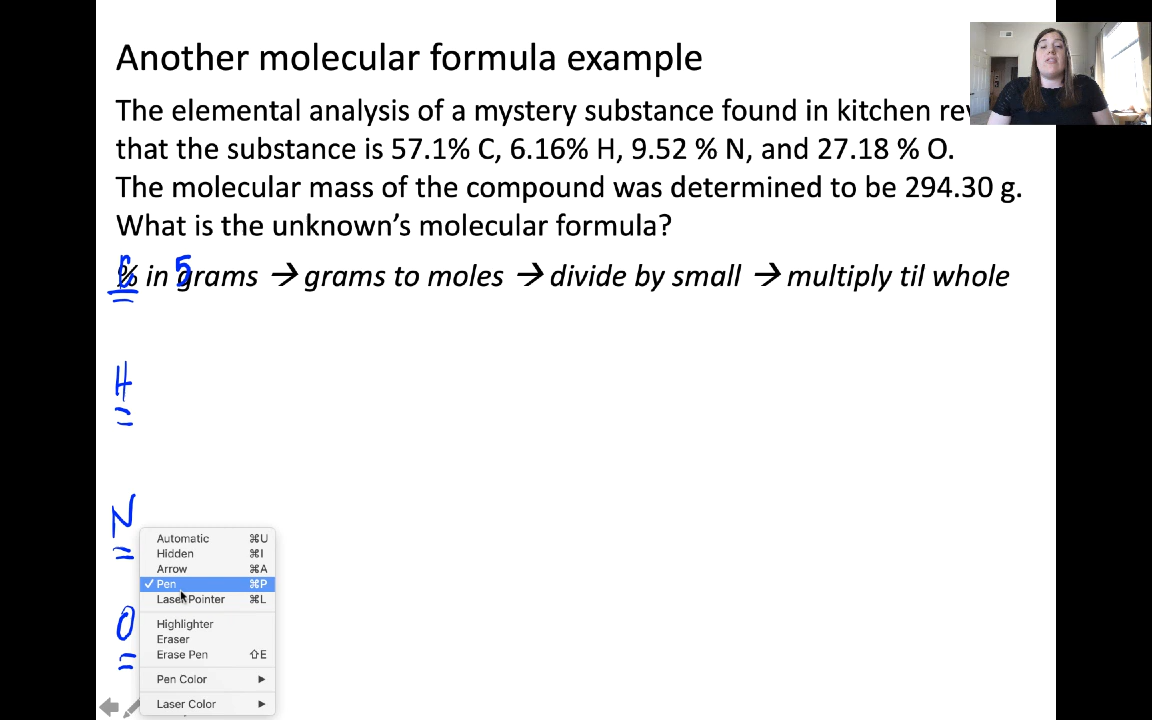 Another molecular formula example
The elemental analysis of a mystery substance found in kitchen
that the substance is 57.1% C, 6.16% H, 9.52 % N, and 27.18 % O.
The molecular mass of the compound was determined to be 294.30 g.
What is the unknown’s molecular formula?
C 5
% in grams → grams to moles → divide by small → multiply til whole
H
N
O
Automatic ⌘U
Hidden ⌘I
Arrow ⌘A
✓ Pen ⌘P
Laser Pointer ⌘L
Highlighter
Eraser
Erase Pen ⇧E
Pen Color ▶
Laser Color ▶